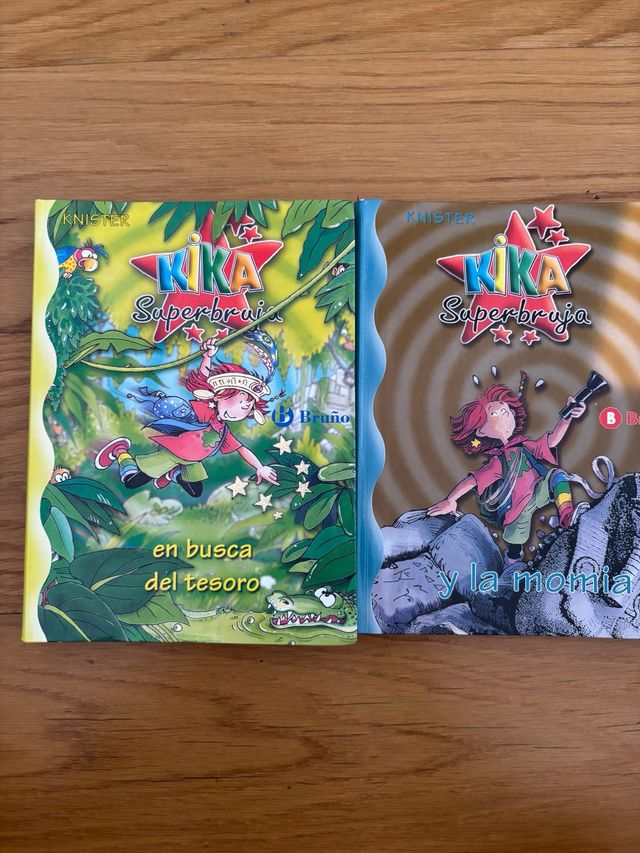 KNISTER
KIKA
Superbruja
B Bruño
en busca
del tesoro
KNISTER
KIKA
Superbruja
B
y la momia